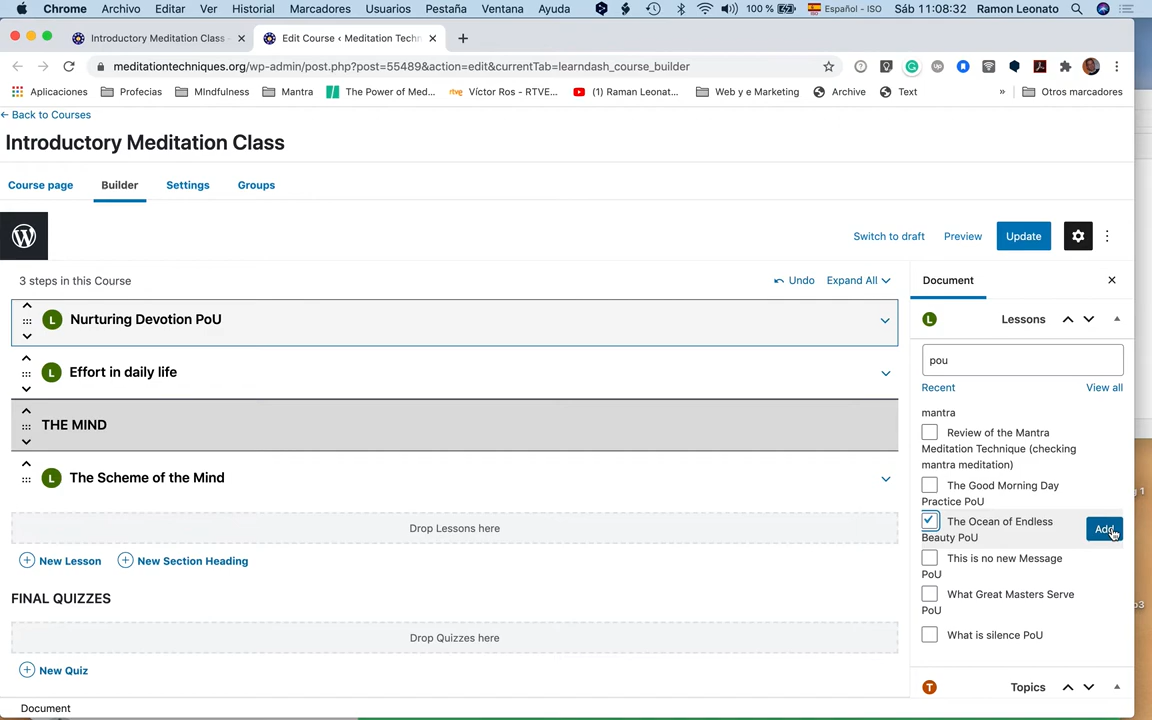 Chrome Archivo Editar Ver Historial Marcadores Usuarios Pestaña Ventana Ayuda 100 % Español - ISO Sáb 11:08:32 Ramon Leonato
Introductory Meditation Class - Edit Course ‹ Meditation Techn
meditationtechniques.org/wp-admin/post.php?post=55489&action=edit&currentTab=learndash_course_builder
Aplicaciones Profecias MIndfulness Mantra The Power of Med... Víctor Ros - RTVE... (1) Raman Leonat... Web y e Marketing Archive Text » Otros marcadores
← Back to Courses
Introductory Meditation Class
Course page Builder Settings Groups
Switch to draft Preview Update
3 steps in this Course Undo Expand All
Document
L Nurturing Devotion PoU
L Lessons
pou
L Effort in daily life
Recent View all
THE MIND
mantra
Review of the Mantra
Meditation Technique (checking
mantra meditation)
L The Scheme of the Mind
The Good Morning Day
Practice PoU
Drop Lessons here
The Ocean of Endless
Beauty PoU
Add
New Lesson New Section Heading
This is no new Message
PoU
FINAL QUIZZES
What Great Masters Serve
PoU
Drop Quizzes here
What is silence PoU
New Quiz
T Topics
Document